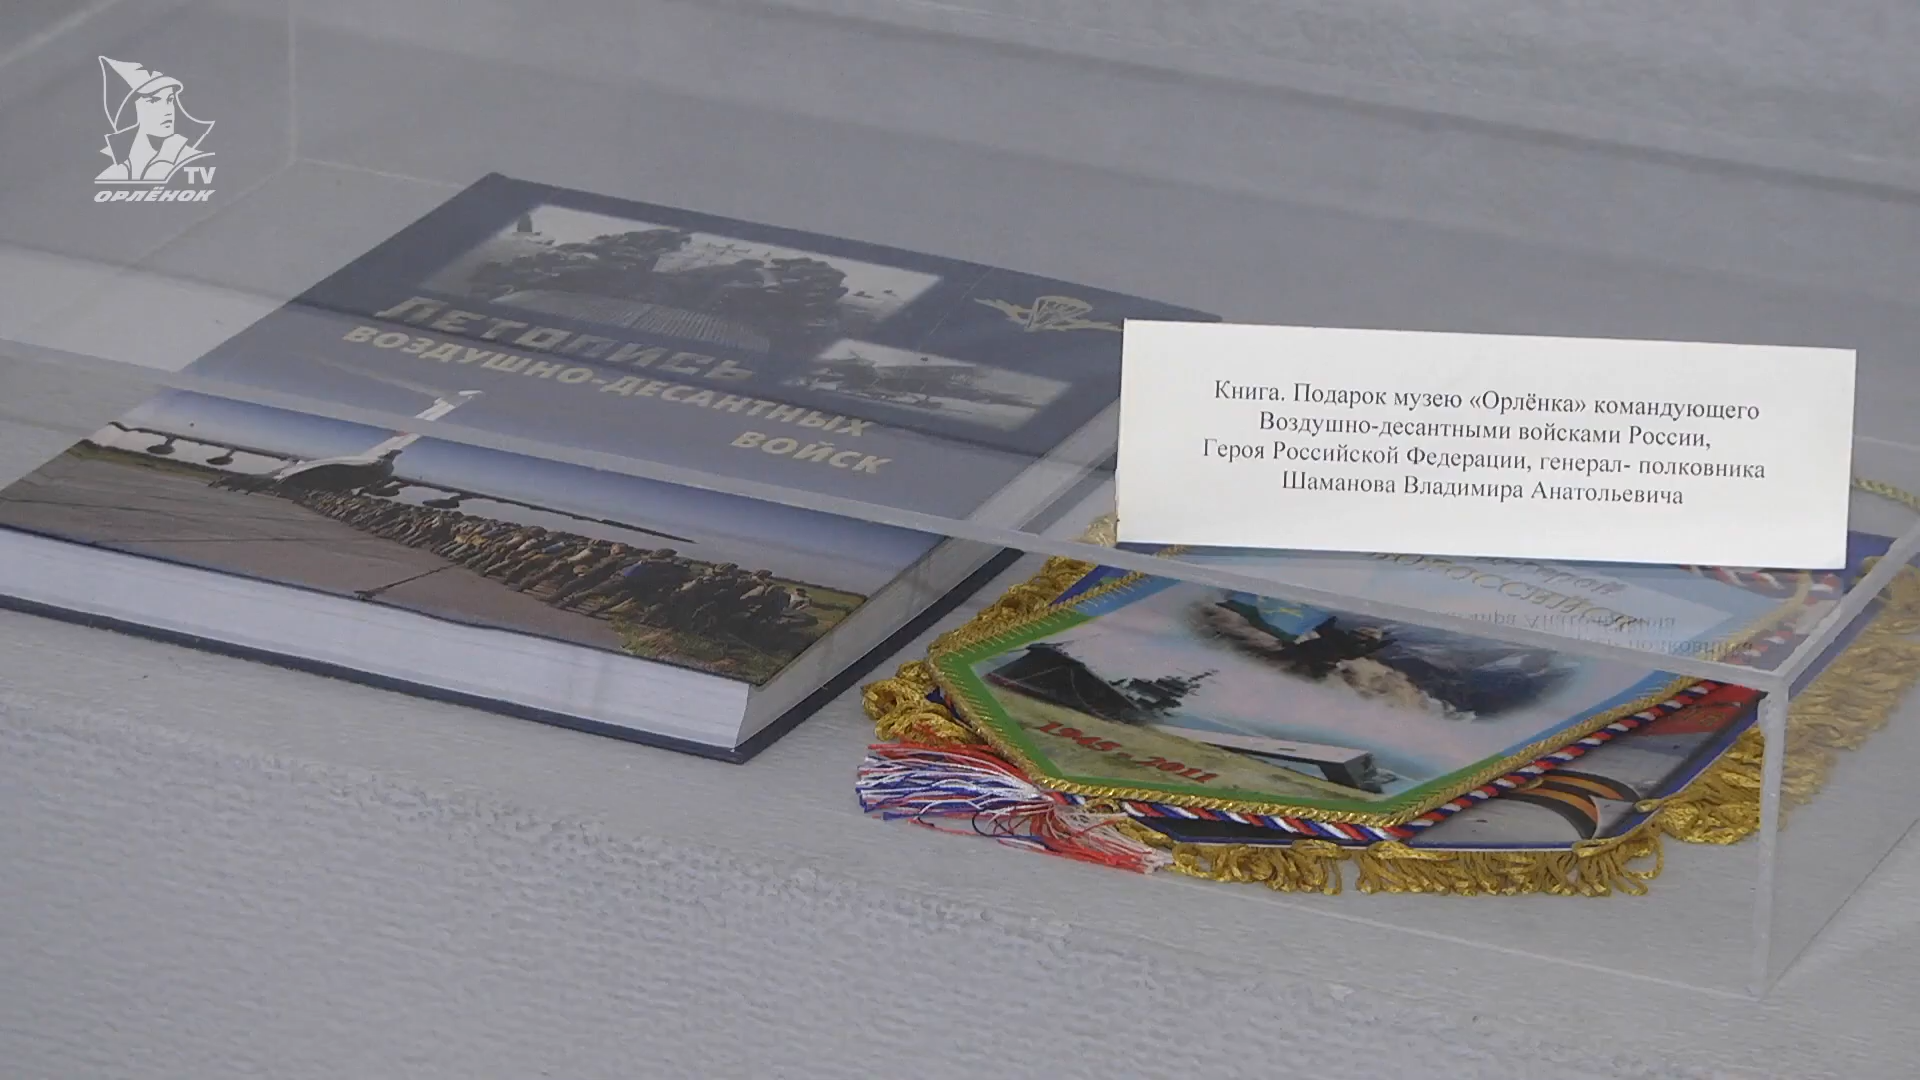 TV
ОРЛЁНОК
ЛЕТОПИСЬ
ВОЗДУШНО-ДЕСАНТНЫХ
ВОЙСК
Книга. Подарок музею «Орлёнка» командующего
Воздушно-десантными войсками России,
Героя Российской Федерации, генерал- полковника
Шаманова Владимира Анатольевича
1945-2011